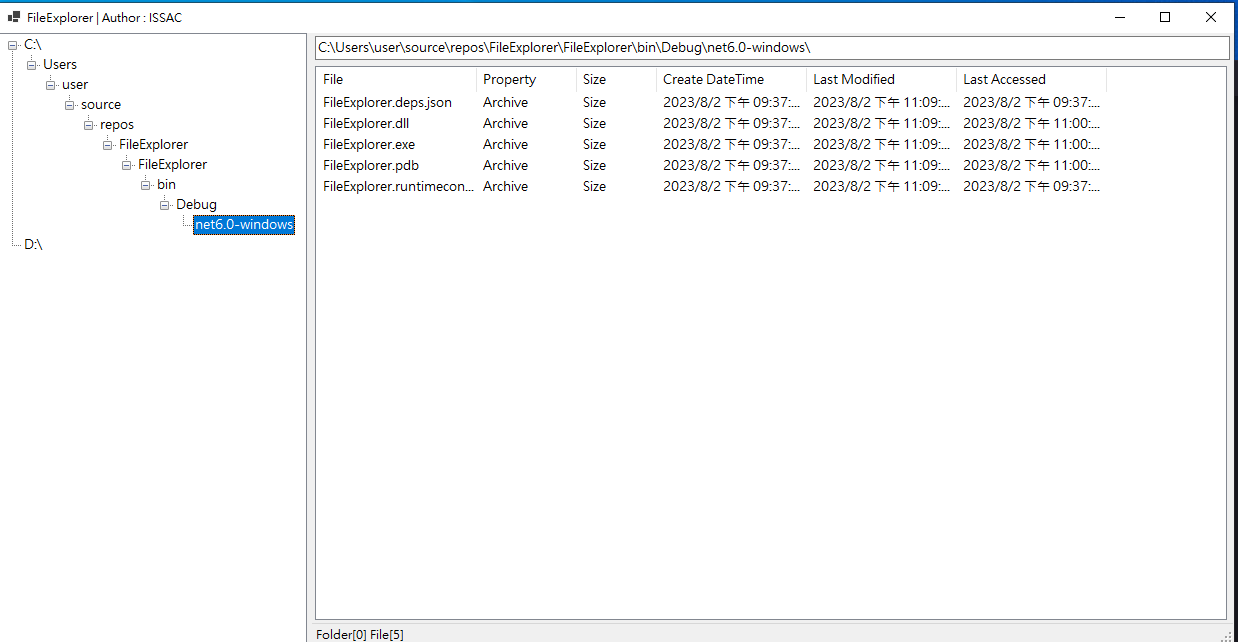 FileExplorer | Author : ISSAC
C:\
Users
user
source
repos
FileExplorer
FileExplorer
bin
Debug
net6.0-windows
D:\
C:\Users\user\source\repos\FileExplorer\FileExplorer\bin\Debug\net6.0-windows\
File Property Size Create DateTime Last Modified Last Accessed
FileExplorer.deps.json Archive Size 2023/8/2 下午 09:37:... 2023/8/2 下午 11:09:... 2023/8/2 下午 09:37:...
FileExplorer.dll Archive Size 2023/8/2 下午 09:37:... 2023/8/2 下午 11:09:... 2023/8/2 下午 11:00:...
FileExplorer.exe Archive Size 2023/8/2 下午 09:37:... 2023/8/2 下午 11:09:... 2023/8/2 下午 11:00:...
FileExplorer.pdb Archive Size 2023/8/2 下午 09:37:... 2023/8/2 下午 11:09:... 2023/8/2 下午 11:00:...
FileExplorer.runtimecon... Archive Size 2023/8/2 下午 09:37:... 2023/8/2 下午 11:09:... 2023/8/2 下午 09:37:...
Folder[0] File[5]